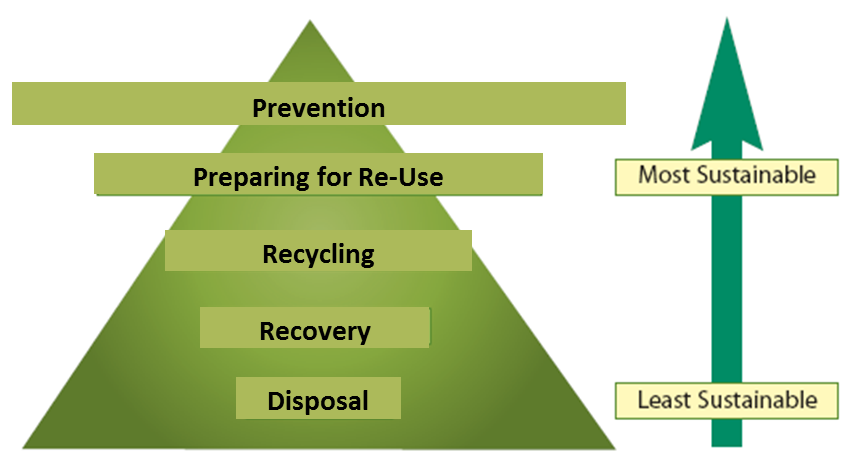 Prevention
Preparing for Re-Use
Most Sustainable
Recycling
Recovery
Disposal
Least Sustainable